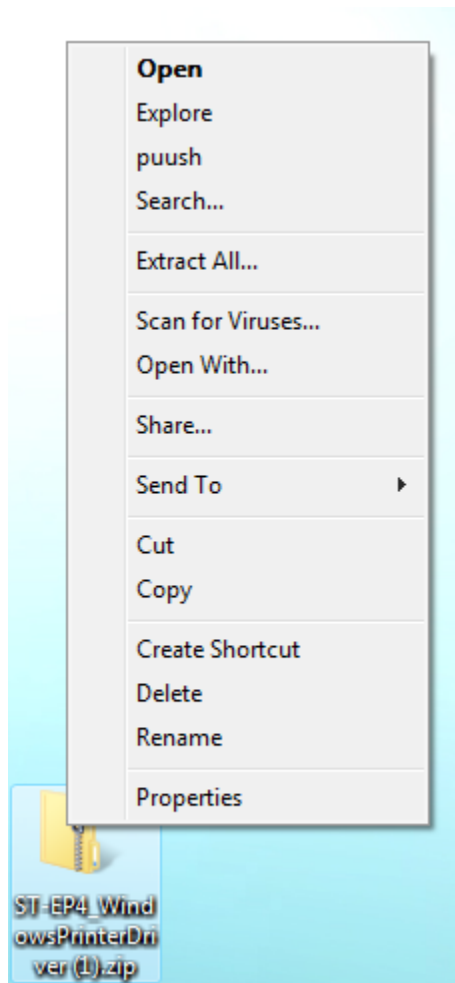 Open
Explore
puush
Search...
Extract All...
Scan for Viruses...
Open With...
Share...
Send To
Cut
Copy
Create Shortcut
Delete
Rename
Properties
ST-EP4_Wind
owsPrinterDri
ver (1).zip